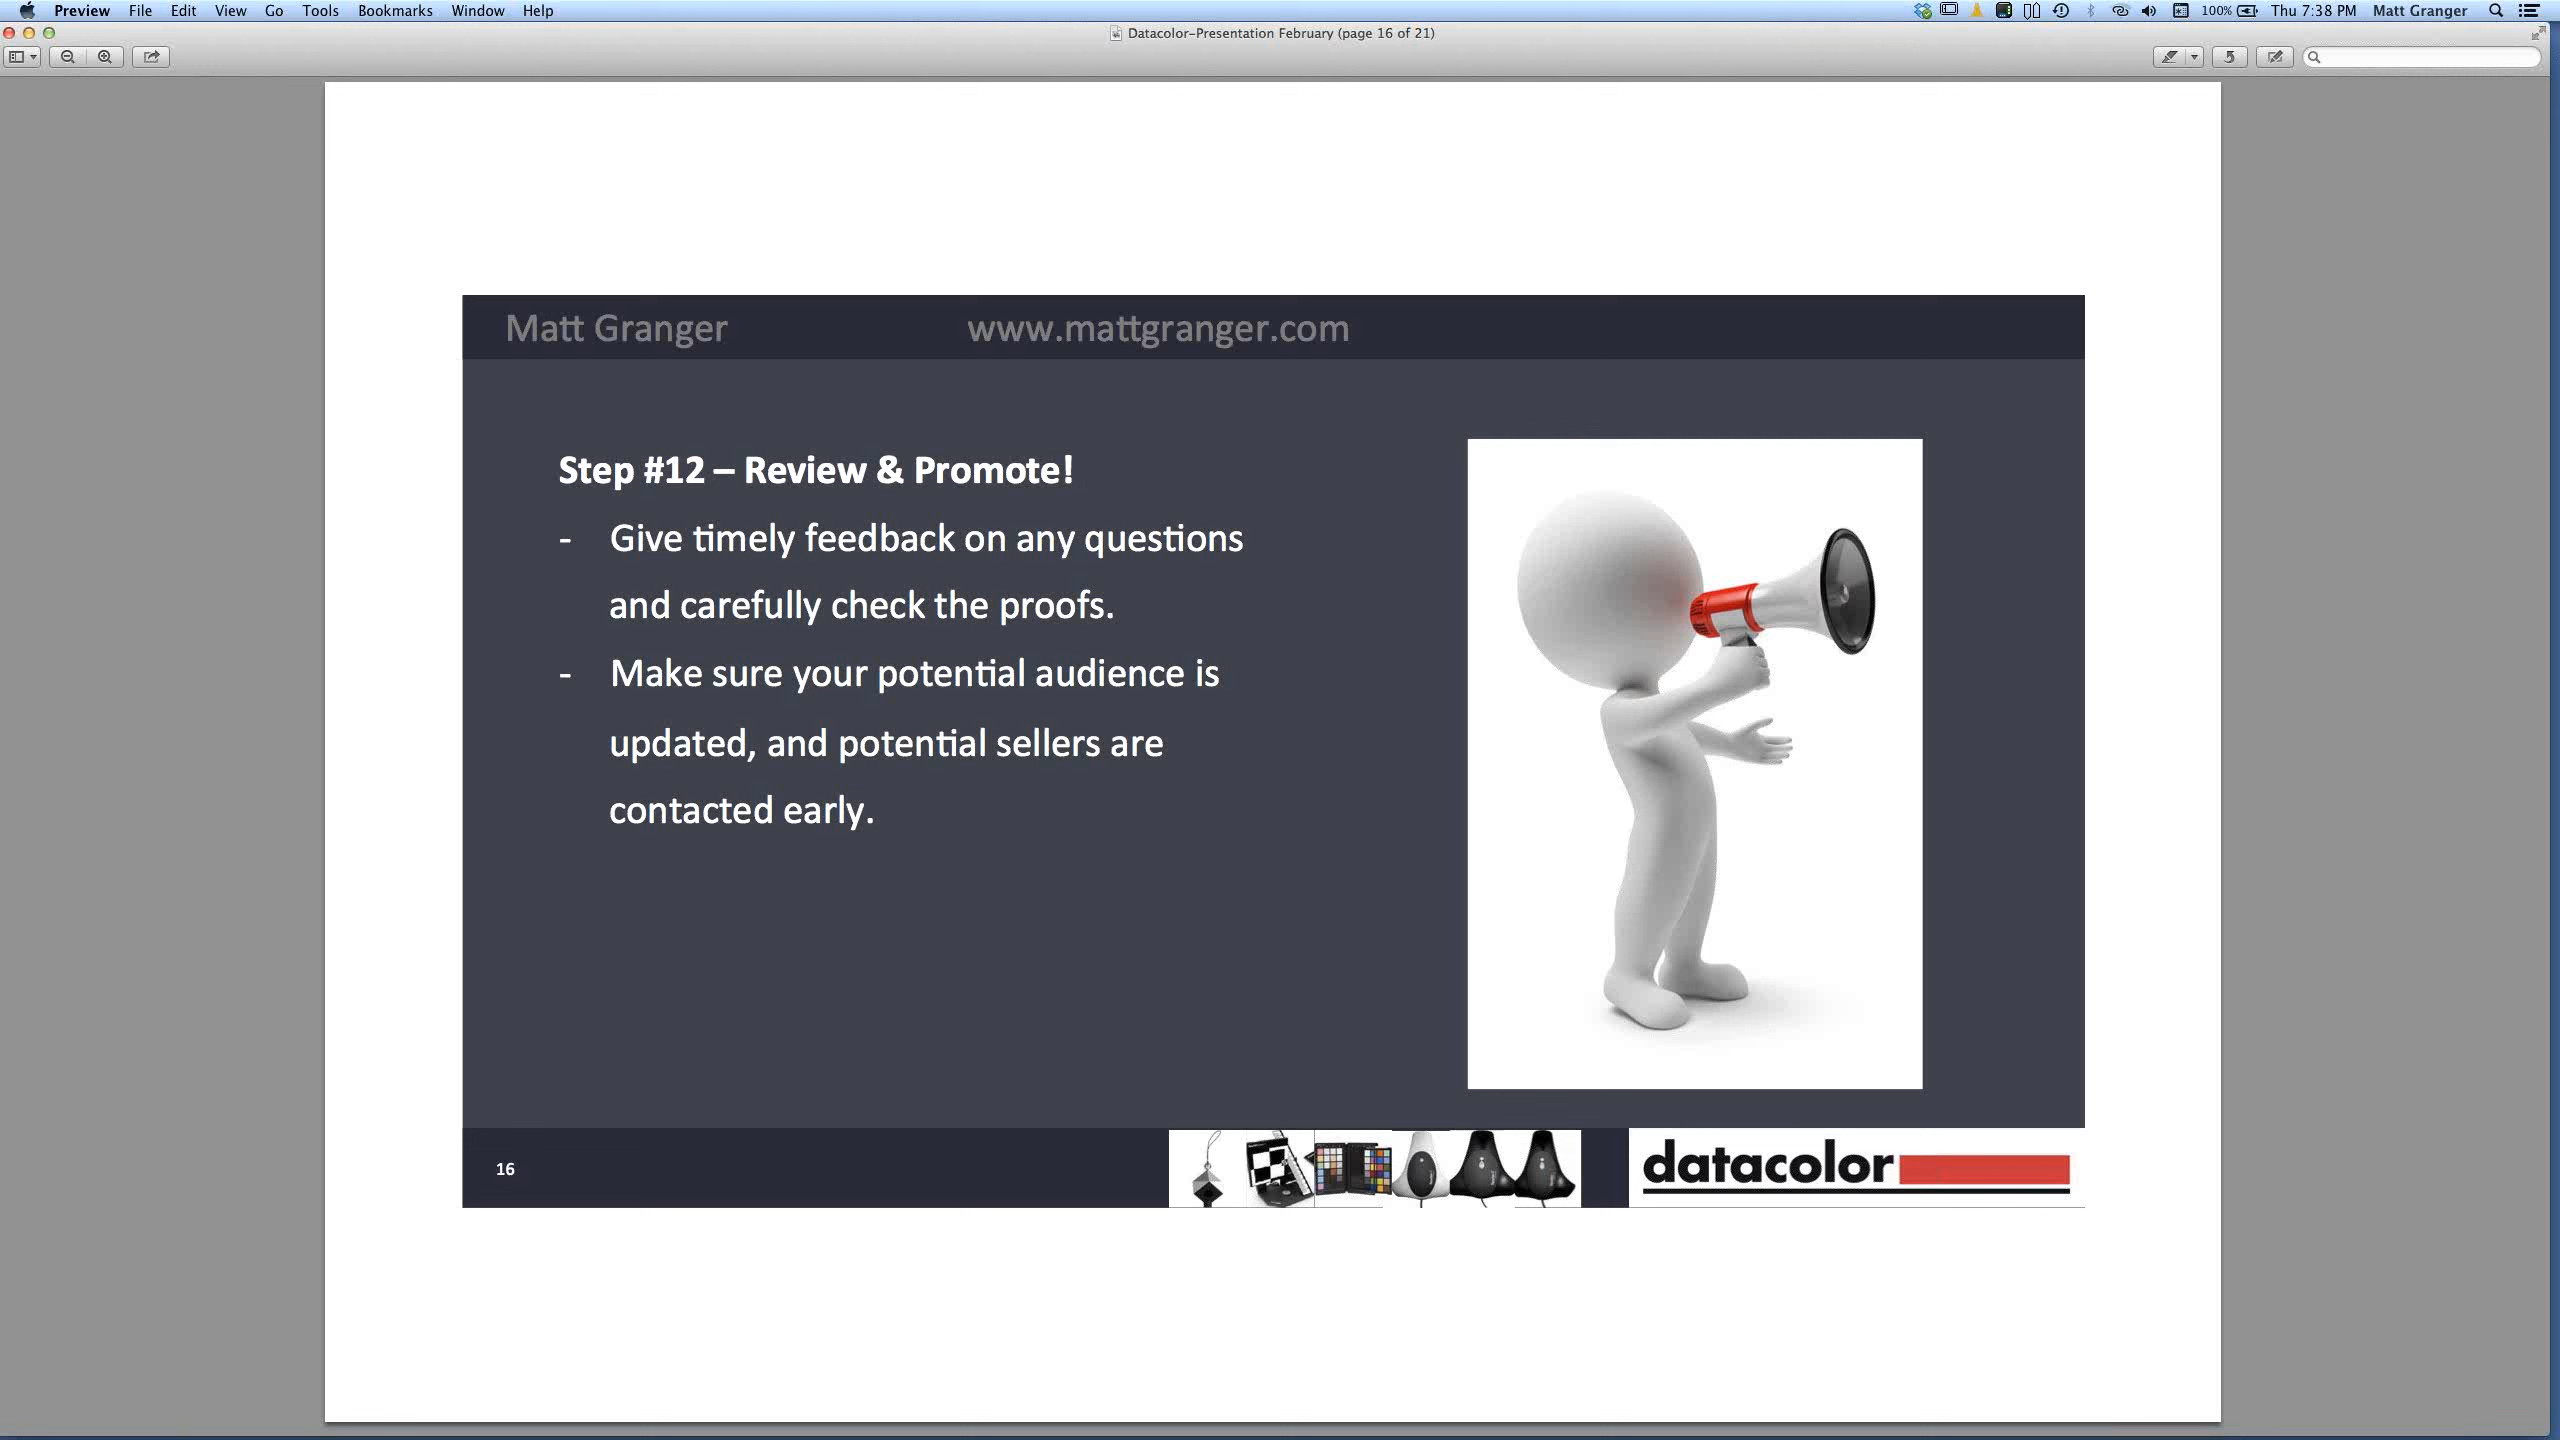 Preview File Edit View Go Tools Bookmarks Window Help
100% Thu 7:38 PM Matt Granger
Datacolor-Presentation February (page 16 of 21)
Matt Granger www.mattgranger.com
Step #12 – Review & Promote!
- Give timely feedback on any questions
and carefully check the proofs.
- Make sure your potential audience is
updated, and potential sellers are
contacted early.
16
datacolor